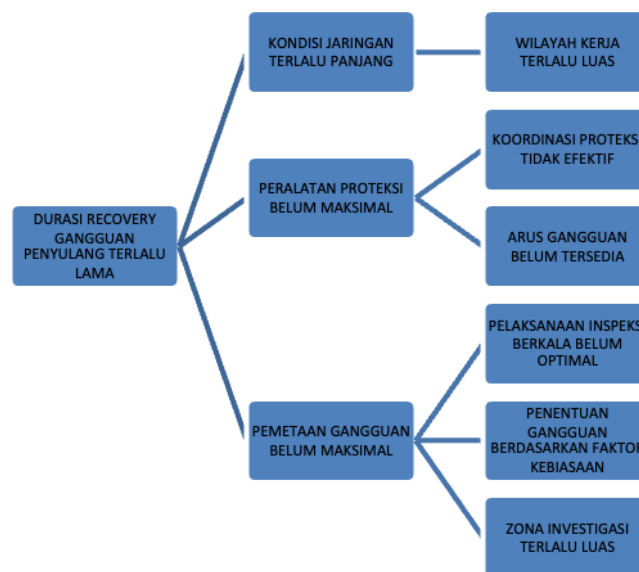 DURASI RECOVERY
GANGGUAN
PENYULANG TERLALU
LAMA
KONDISI JARINGAN
TERLALU PANJANG
WILAYAH KERJA
TERLALU LUAS
PERALATAN PROTEKSI
BELUM MAKSIMAL
KOORDINASI PROTEKS
TIDAK EFEKTIF
ARUS GANGGUAN
BELUM TERSEDIA
PEMETAAN GANGGUAN
BELUM MAKSIMAL
PELAKSANAAN INSPEKS
BERKALA BELUM
OPTIMAL
PENENTUAN
GANGGUAN
BERDASARKAN FAKTOR
KEBIASAAN
ZONA INVESTIGASI
TERLALU LUAS